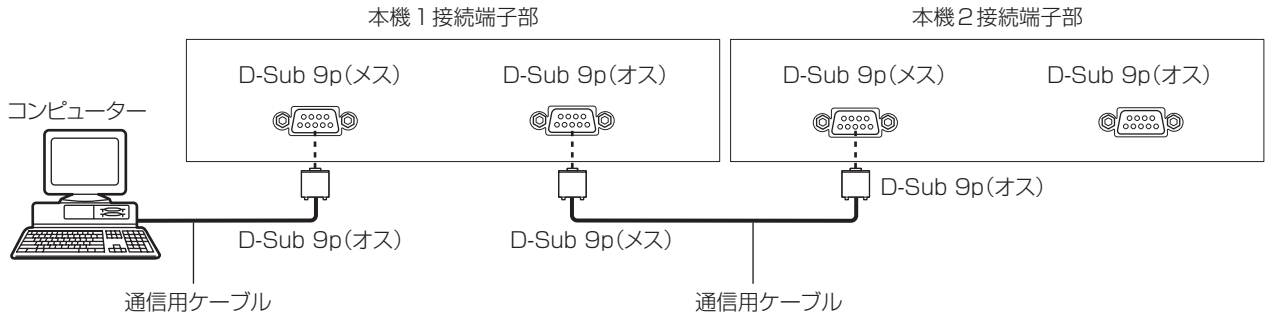 本機1接続端子部
本機2接続端子部
D-Sub 9p(メス)
D-Sub 9p(オス)
D-Sub 9p(メス)
D-Sub 9p(オス)
コンピューター
D-Sub 9p(オス)
D-Sub 9p(オス)
D-Sub 9p(メス)
通信用ケーブル
通信用ケーブル